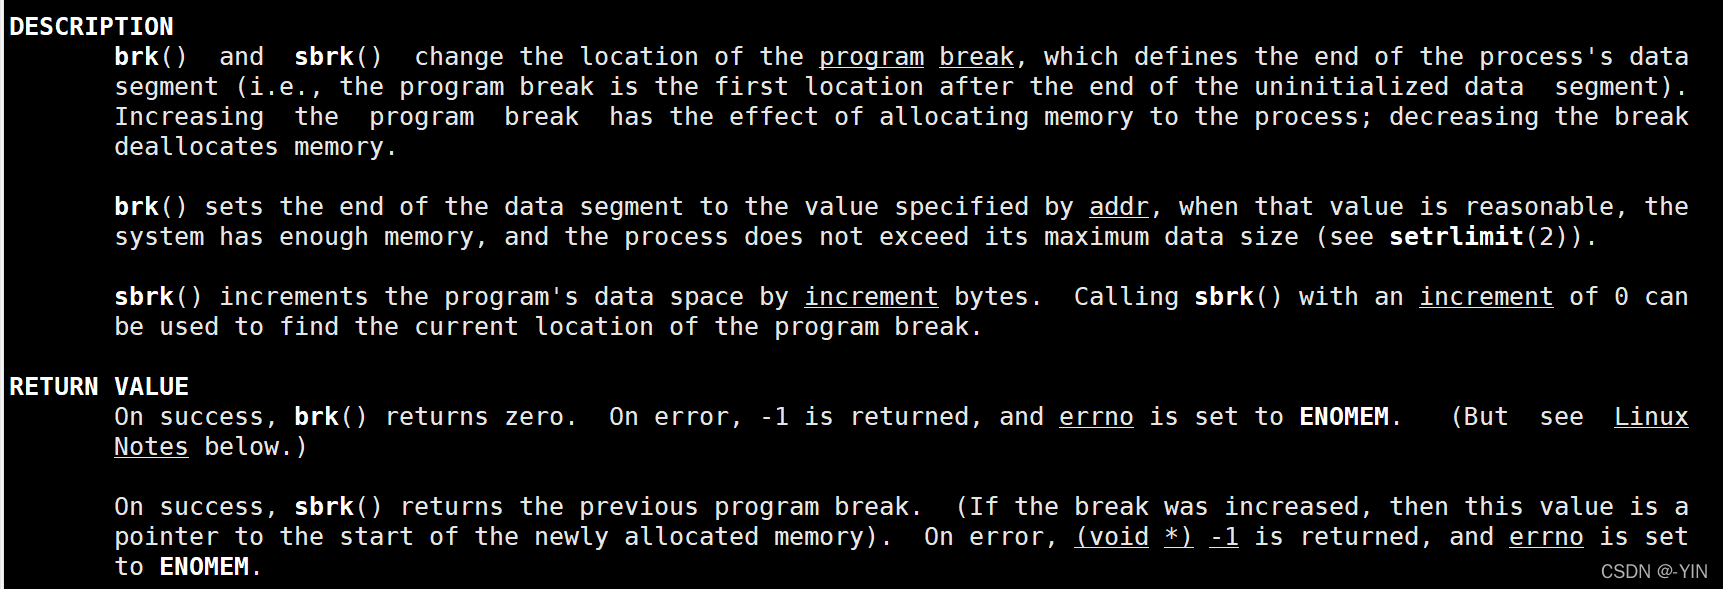 DESCRIPTION
brk() and sbrk() change the location of the program break, which defines the end of the process's data
segment (i.e., the program break is the first location after the end of the uninitialized data segment).
Increasing the program break has the effect of allocating memory to the process; decreasing the break
deallocates memory.
brk() sets the end of the data segment to the value specified by addr, when that value is reasonable, the
system has enough memory, and the process does not exceed its maximum data size (see setrlimit(2)).
sbrk() increments the program's data space by increment bytes. Calling sbrk() with an increment of 0 can
be used to find the current location of the program break.
RETURN VALUE
On success, brk() returns zero. On error, -1 is returned, and errno is set to ENOMEM. (But see Linux
Notes below.)
On success, sbrk() returns the previous program break. (If the break was increased, then this value is a
pointer to the start of the newly allocated memory). On error, (void *) -1 is returned, and errno is set
to ENOMEM.
CSDN @-YIN